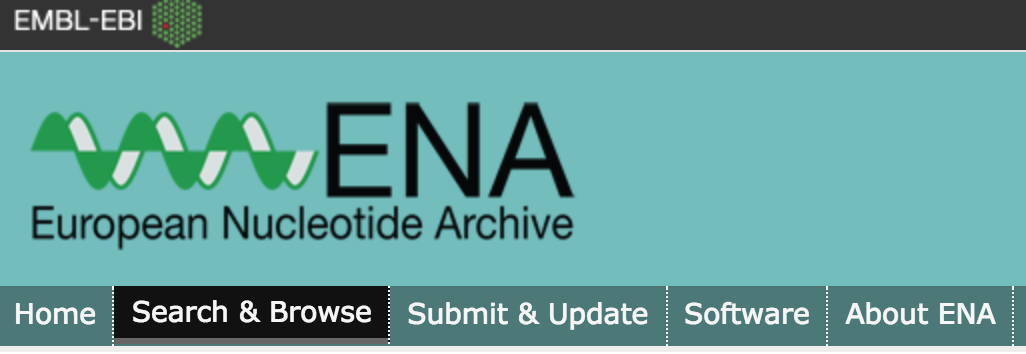 EMBL-EBI
ENA
European Nucleotide Archive
Home Search & Browse Submit & Update Software About ENA